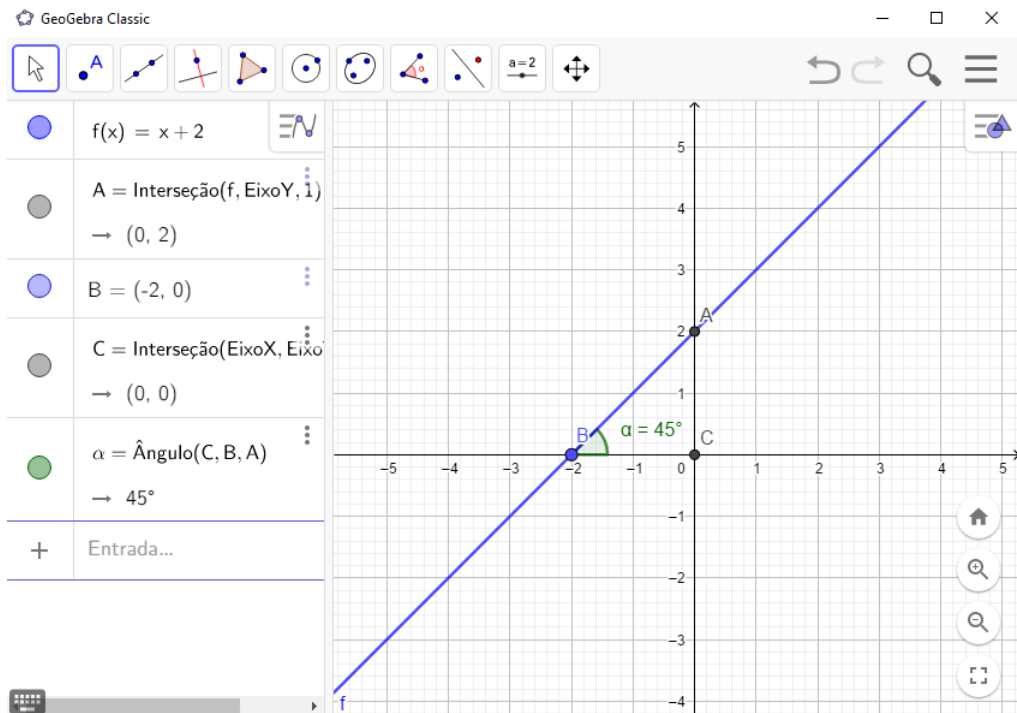 GeoGebra Classic
A
α
a = 2
f(x) = x + 2
A = Interseção(f, EixoY, 1)
→ (0, 2)
B = (-2, 0)
C = Interseção(EixoX, Eixo
→ (0, 0)
α = Ângulo(C, B, A)
→ 45°
+ Entrada...
5
4
3
A
2
1
B α = 45° C
–5 –4 –3 –2 –1 0 1 2 3 4 5
–1
–2
–3
–4
f